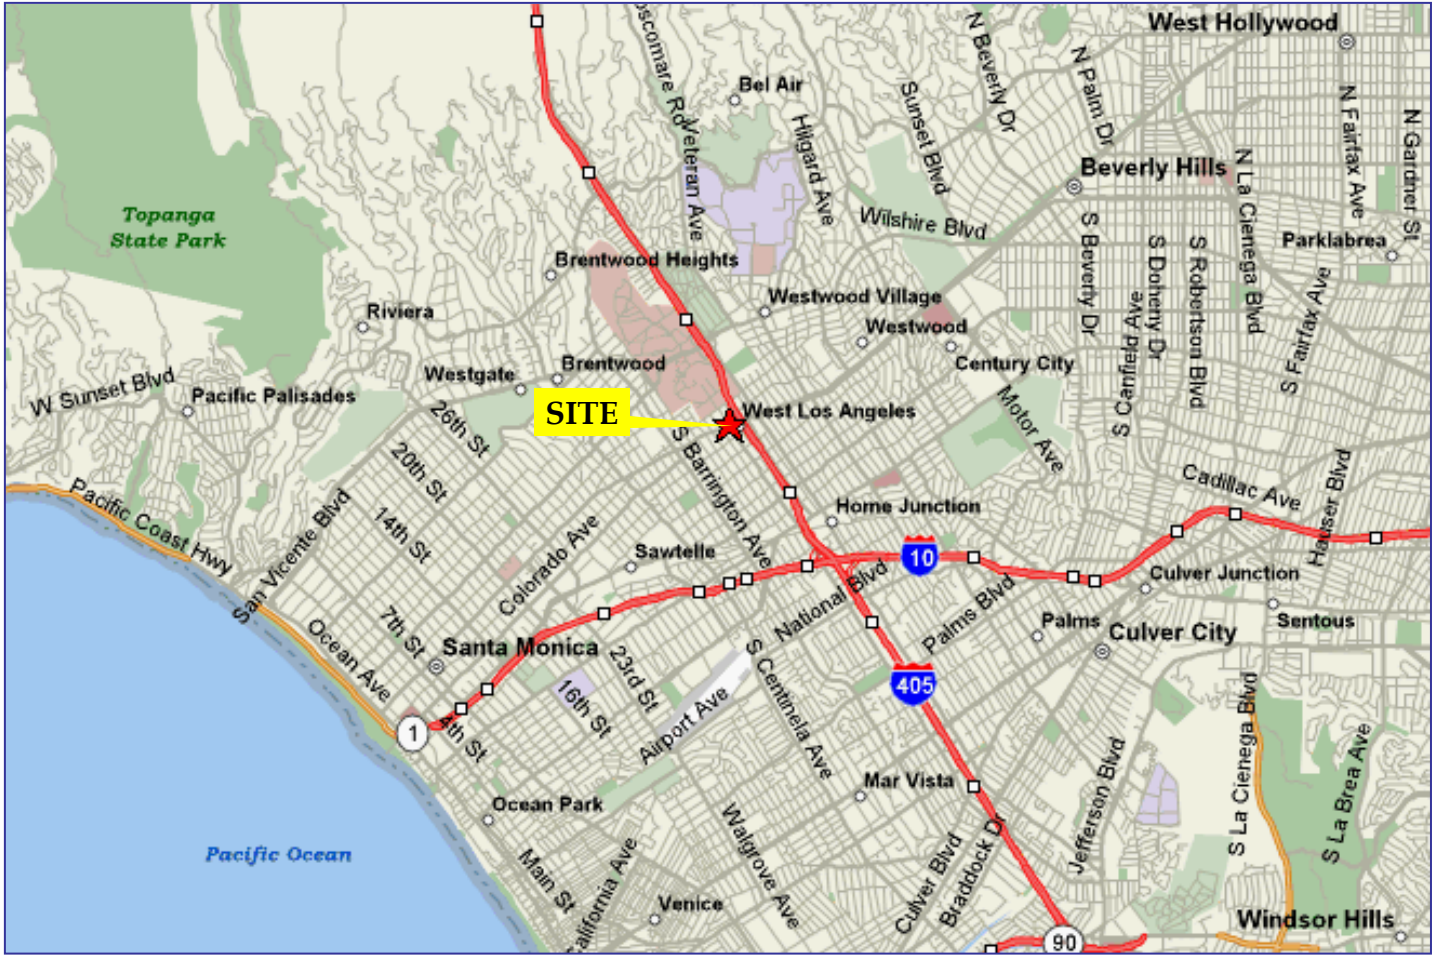 West Hollywood
N Beverly Dr
N Palm Dr
Roscomare Rd
Bel Air
Sunset Blvd
N Fairfax Ave
N Gardner St
Veteran Ave
Hilgard Ave
N La Cienega Blvd
Beverly Hills
Topanga
State Park
Wilshire Blvd
Parklabrea
S Beverly Dr
S Doheny Dr
S Robertson Blvd
Brentwood Heights
Westwood Village
Riviera
Westwood
S Canfield Ave
S Fairfax Ave
Brentwood
Century City
Westgate
W Sunset Blvd
Pacific Palisades
SITE
West Los Angeles
Motor Ave
26th St
S Barrington Ave
20th St
Cadillac Ave
Hauser Blvd
Pacific Coast Hwy
San Vicente Blvd
14th St
Colorado Ave
Home Junction
Sawtelle
10
National Blvd
Culver Junction
Palms Blvd
Palms
Sentous
Culver City
Ocean Ave
7th St
Santa Monica
23rd St
S Centinela Ave
405
16th St
Airport Ave
1
4th St
S La Cienega Blvd
S La Brea Ave
Jefferson Blvd
Mar Vista
Ocean Park
Walgrove Ave
Pacific Ocean
Main St
California Ave
Culver Blvd
Braddock Dr
Venice
Windsor Hills
90